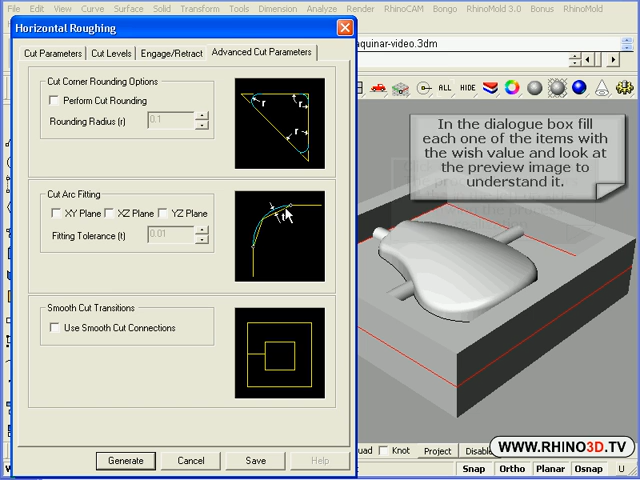 File Edit View Curve Surface Solid Transform Tools Dimension Analyze Render RhinoCAM Bongo RhinoMold 3.0 Bonus RhinoMold
Horizontal Roughing
aquinar-video.3dm
Cut Parameters Cut Levels Engage/Retract Advanced Cut Parameters
ALL HIDE
Cut Corner Rounding Options
Perform Cut Rounding
Rounding Radius (r) 0.1
r r
r
In the dialogue box fill
each one of the items with
the wish value and look at
the preview image to
understand it.
Cut Arc Fitting
XY Plane XZ Plane YZ Plane
Fitting Tolerance (t) 0.01
t
Smooth Cut Transitions
Use Smooth Cut Connections
Generate Cancel Save Help
uad Knot Project Disable
WWW.RHINO3D.TV
Snap Ortho Planar Osnap U